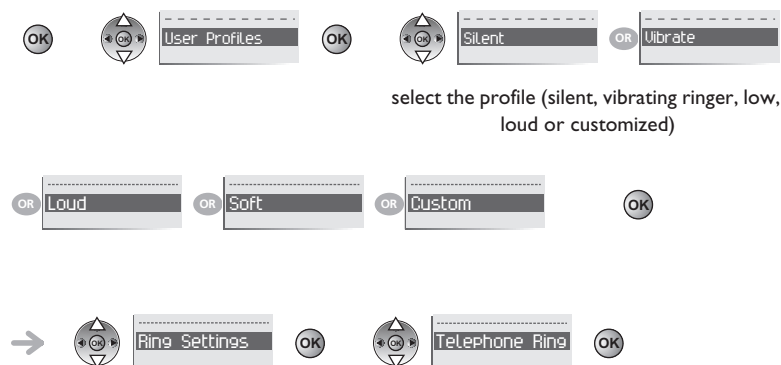 OK OK User Profiles OK OK Silent OR Vibrate
select the profile (silent, vibrating ringer, low,
loud or customized)
OR Loud OR Soft OR Custom OK
OK Ring Settings OK OK Telephone Ring OK